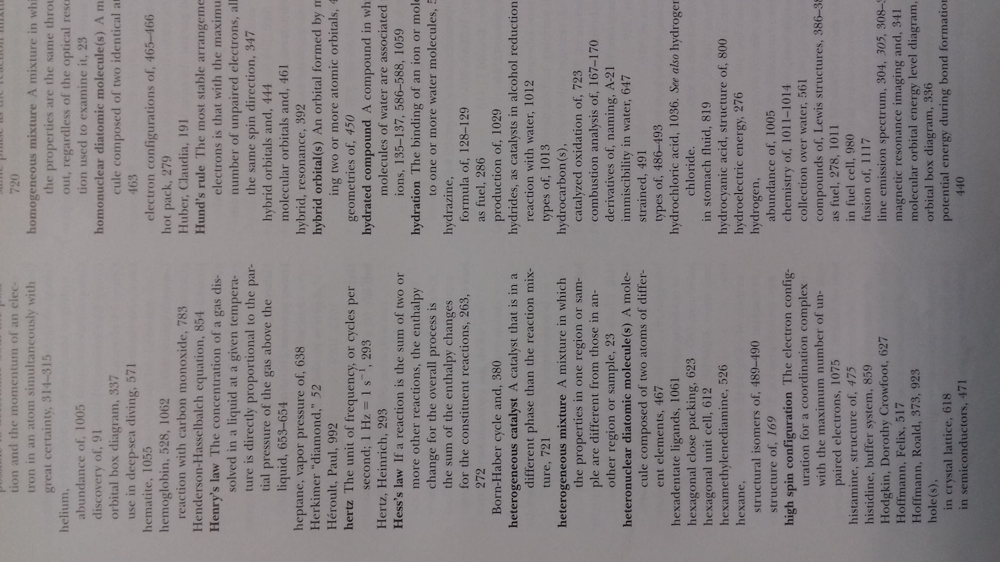 tion and the momentum of an elec-
tron in an atom simultaneously with
great certainty, 314–315
helium,
abundance of, 1005
discovery of, 91
orbital box diagram, 337
use in deep-sea diving, 571
hematite, 1055
hemoglobin, 528, 1062
reaction with carbon monoxide, 783
Henderson-Hasselbalch equation, 854
Henry's law The concentration of a gas dis-
solved in a liquid at a given tempera-
ture is directly proportional to the par-
tial pressure of the gas above the
liquid, 653–654
heptane, vapor pressure of, 638
Herkimer "diamond," 52
Héroult, Paul, 992
hertz The unit of frequency, or cycles per
second; 1 Hz = 1 s⁻¹, 293
Hertz, Heinrich, 293
Hess's law If a reaction is the sum of two or
more other reactions, the enthalpy
change for the overall process is
the sum of the enthalpy changes
for the constituent reactions, 263,
272
Born-Haber cycle and, 380
heterogeneous catalyst A catalyst that is in a
different phase than the reaction mix-
ture, 721
heterogeneous mixture A mixture in which
the properties in one region or sam-
ple are different from those in an-
other region or sample, 23
heteronuclear diatomic molecule(s) A mole-
cule composed of two atoms of differ-
ent elements, 467
hexadentate ligands, 1061
hexagonal close packing, 623
hexagonal unit cell, 612
hexamethylenediamine, 526
hexane,
structural isomers of, 489–490
structure of, 169
high spin configuration The electron config-
uration for a coordination complex
with the maximum number of un-
paired electrons, 1075
histamine, structure of, 475
histidine, buffer system, 859
Hodgkin, Dorothy Crowfoot, 627
Hoffmann, Felix, 517
Hoffmann, Roald, 373, 923
hole(s),
in crystal lattice, 618
in semiconductors, 471
720
homogeneous mixture A mixture in whi
the properties are the same throu
out, regardless of the optical reso
tion used to examine it, 23
homonuclear diatomic molecule(s) A m
cule composed of two identical at
463
electron configurations of, 465–466
hot pack, 279
Huber, Claudia, 191
Hund's rule The most stable arrangeme
electrons is that with the maximu
number of unpaired electrons, all
the same spin direction, 347
hybrid orbitals and, 444
molecular orbitals and, 461
hybrid, resonance, 392
hybrid orbital(s) An orbital formed by m
ing two or more atomic orbitals, 4
geometries of, 450
hydrated compound A compound in wh
molecules of water are associated
ions, 135–137, 586–588, 1059
hydration The binding of an ion or mole
to one or more water molecules, 5
hydrazine,
formula of, 128–129
as fuel, 286
production of, 1029
hydrides, as catalysts in alcohol reduction
reaction with water, 1012
types of, 1013
hydrocarbon(s),
catalyzed oxidation of, 723
combustion analysis of, 167–170
derivatives of, naming, A-21
immiscibility in water, 647
strained, 491
types of, 486–493
hydrochloric acid, 1036. See also hydrogen
chloride.
in stomach fluid, 819
hydrocyanic acid, structure of, 800
hydroelectric energy, 276
hydrogen,
abundance of, 1005
chemistry of, 1011–1014
collection over water, 561
compounds of, Lewis structures, 386–38
as fuel, 278, 1011
in fuel cell, 980
fusion of, 1117
line emission spectrum, 304, 305, 308–3
magnetic resonance imaging and, 341
molecular orbital energy level diagram,
orbital box diagram, 336
potential energy during bond formation
440